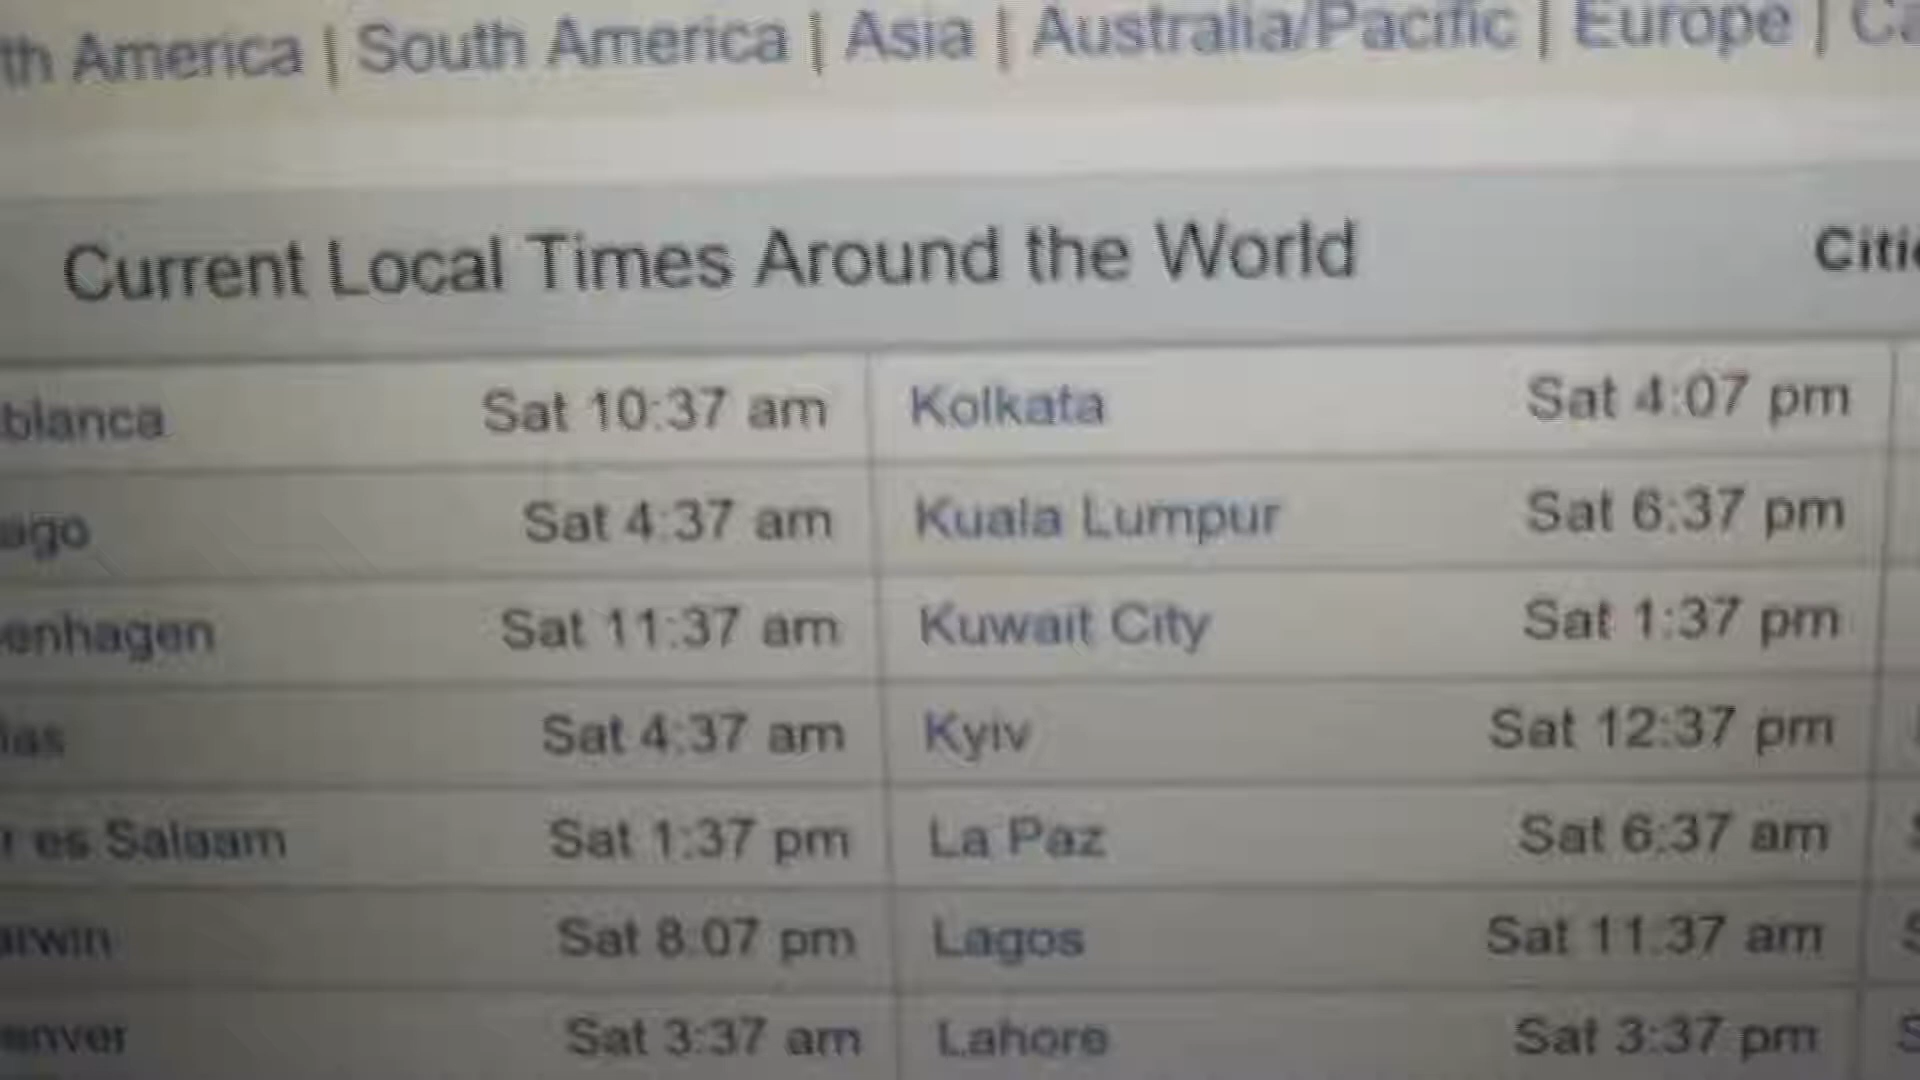 th America | South America | Asia | Australia/Pacific | Europe | Ca
Current Local Times Around the World Citi
blanca Sat 10:37 am Kolkata Sat 4:07 pm
ago Sat 4:37 am Kuala Lumpur Sat 6:37 pm
enhagen Sat 11:37 am Kuwait City Sat 1:37 pm
las Sat 4:37 am Kyiv Sat 12:37 pm
r es Salaam Sat 1:37 pm La Paz Sat 6:37 am
arwin Sat 8:07 pm Lagos Sat 11:37 am S
enver Sat 3:37 am Lahore Sat 3:37 pm S